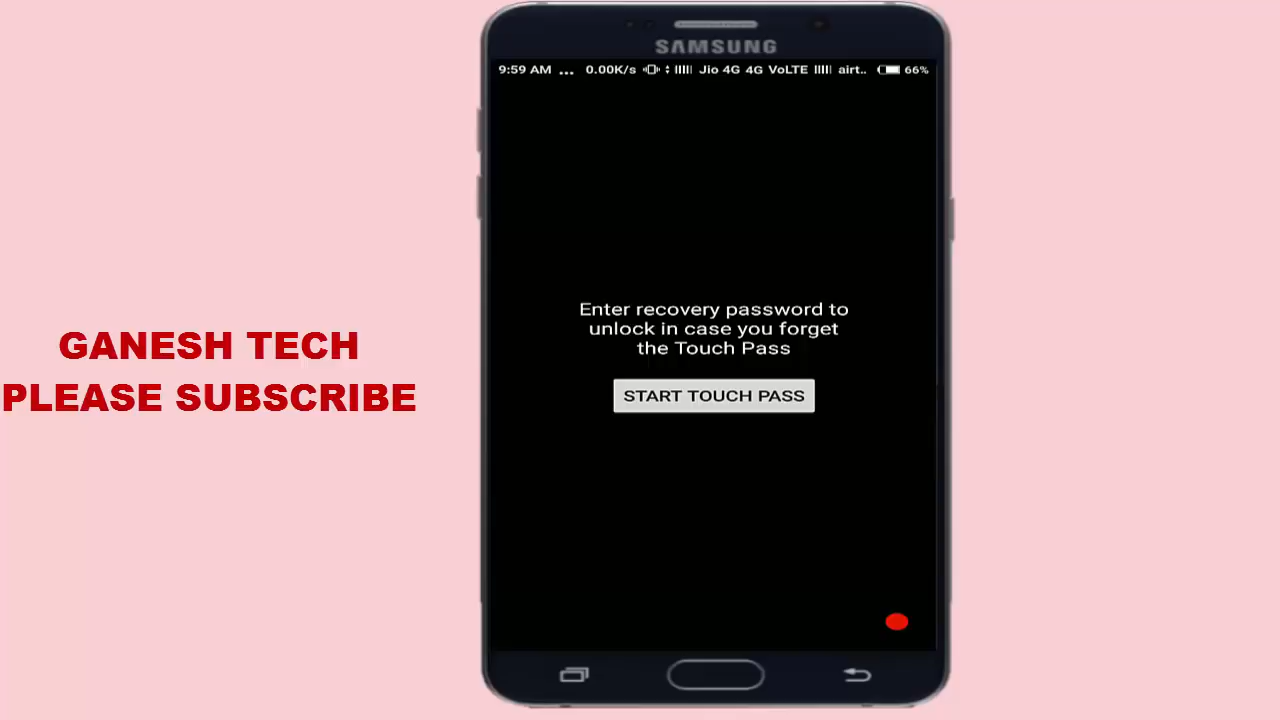 SAMSUNG
9:59 AM ... 0.00K/s Jio 4G 4G VoLTE airt.. 66%
Enter recovery password to
unlock in case you forget
the Touch Pass
START TOUCH PASS
GANESH TECH
PLEASE SUBSCRIBE